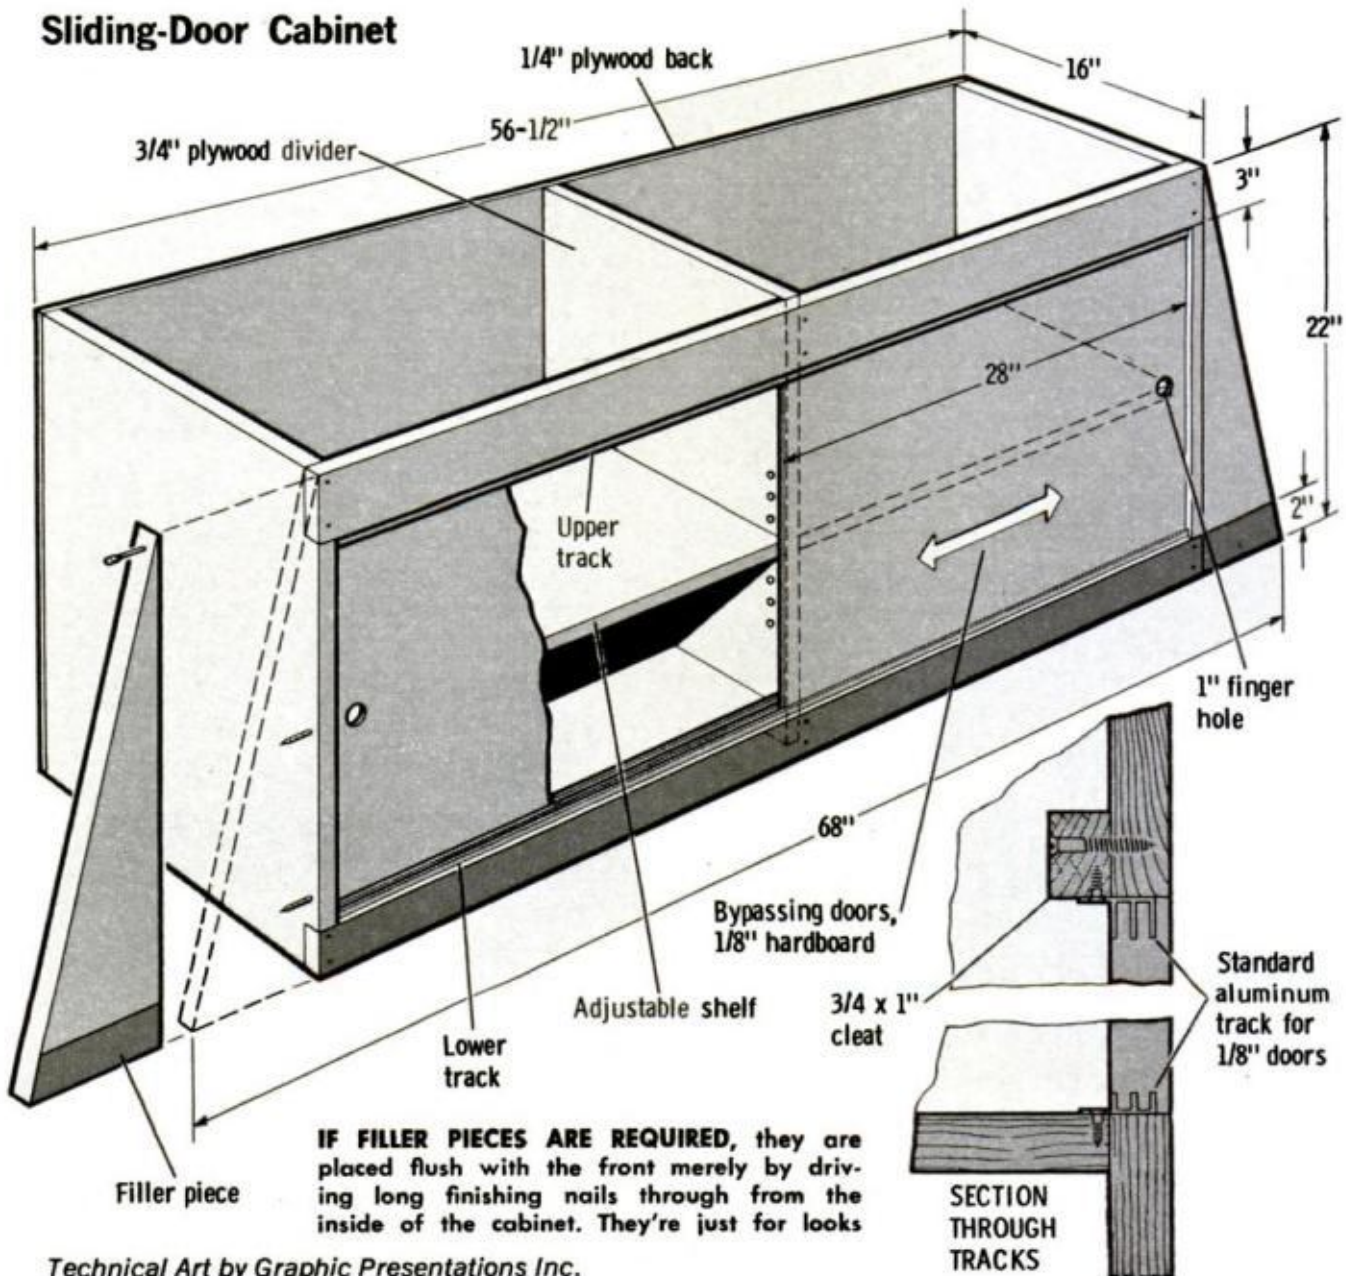 Sliding-Door Cabinet
1/4" plywood back
16"
56-1/2"
3/4" plywood divider
3"
22"
28"
2"
Upper
track
1" finger
hole
68"
Bypassing doors,
1/8" hardboard
Adjustable shelf
3/4 x 1"
cleat
Standard
aluminum
track for
1/8" doors
Lower
track
Filler piece
IF FILLER PIECES ARE REQUIRED, they are
placed flush with the front merely by driv-
ing long finishing nails through from the
inside of the cabinet. They're just for looks
SECTION
THROUGH
TRACKS
Technical Art by Graphic Presentations Inc.